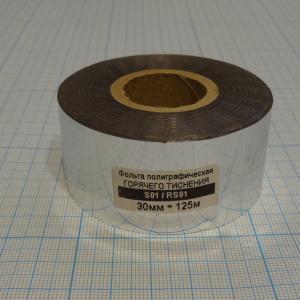 Фольга полиграфическая
ГОРЯЧЕГО ТИСНЕНИЯ
S01 / RS01
30мм * 125м